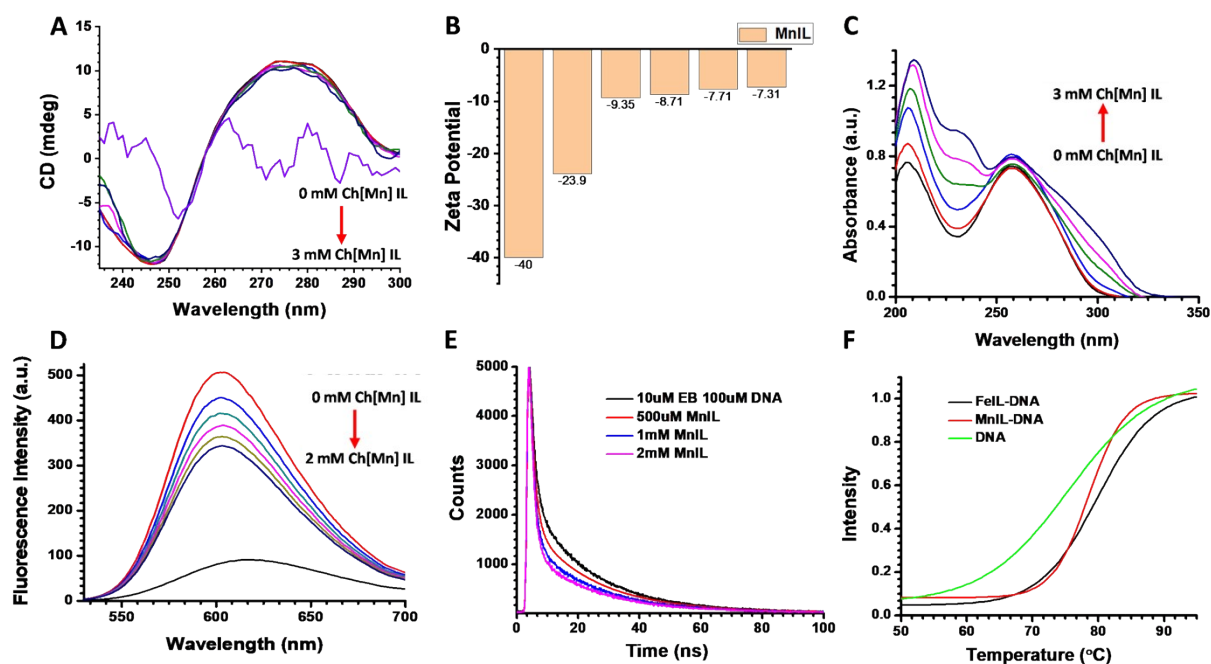 A
CD (mdeg)
10
5
0
-5
-10
0 mM Ch[Mn] IL
3 mM Ch[Mn] IL
240 250 260 270 280 290 300
Wavelength (nm)
B
MnIL
Zeta Potential
0
-10
-20
-30
-40
-40
-23.9
-9.35
-8.71
-7.71
-7.31
C
Absorbance (a.u.)
1.2
0.8
0.4
0.0
3 mM Ch[Mn] IL
0 mM Ch[Mn] IL
200 250 300 350
Wavelength (nm)
D
Fluorescence Intensity (a.u.)
500
400
300
200
100
0
0 mM Ch[Mn] IL
2 mM Ch[Mn] IL
550 600 650 700
Wavelength (nm)
E
Counts
5000
4000
3000
2000
1000
10uM EB 100uM DNA
500uM MnIL
1mM MnIL
2mM MnIL
0 20 40 60 80 100
Time (ns)
F
Intensity
1.0
0.8
0.6
0.4
0.2
0.0
FeIL-DNA
MnIL-DNA
DNA
50 60 70 80 90
Temperature (°C)